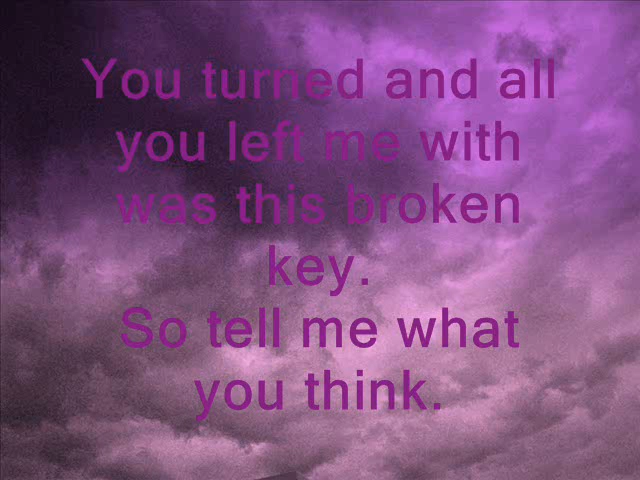 You turned and all
you left me with
was this broken
key.
So tell me what
you think.